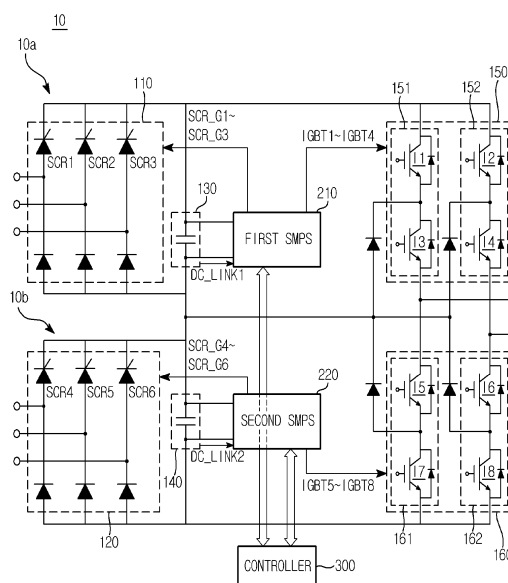 10
10a
110
SCR_G1~
SCR_G3
151
152
150
IGBT1~IGBT4
SCR1
SCR2
SCR3
I1
I2
130
210
FIRST SMPS
I3
I4
DC_LINK1
10b
SCR_G4~
SCR_G6
SCR4
SCR5
SCR6
220
I5
I6
SECOND SMPS
DC_LINK2
140
IGBT5~IGBT8
I7
I8
120
161
162
160
CONTROLLER
300